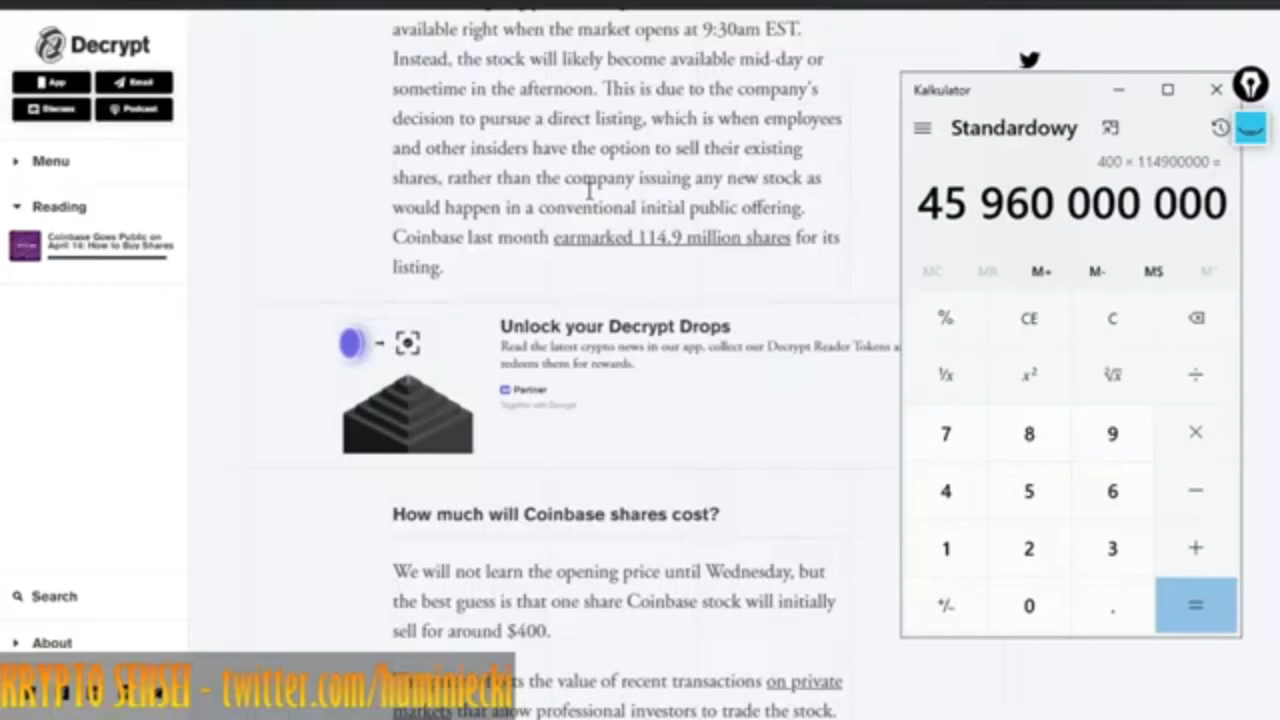 Decrypt
App
Email
Discuss
Podcast
Menu
Reading
Coinbase Goes Public on
April 14: How to Buy Shares
Search
About
available right when the market opens at 9:30am EST.
Instead, the stock will likely become available mid-day or
sometime in the afternoon. This is due to the company's
decision to pursue a direct listing, which is when employees
and other insiders have the option to sell their existing
shares, rather than the company issuing any new stock as
would happen in a conventional initial public offering.
Coinbase last month earmarked 114.9 million shares for its
listing.
Unlock your Decrypt Drops
Read the latest crypto news in our app, collect our Decrypt Reader Tokens a
redeem them for rewards.
Partner
Together with Decrypt
How much will Coinbase shares cost?
We will not learn the opening price until Wednesday, but
the best guess is that one share Coinbase stock will initially
sell for around $400.
the value of recent transactions on private
markets that allow professional investors to trade the stock.
Kalkulator
Standardowy
400 × 114900000 =
45 960 000 000
MC MR M+ M- MS M˅
% CE C
¹/x x² ²√x ÷
7 8 9 ×
4 5 6 −
1 2 3 +
+/- 0 . =
KRYPTO SENSEI - twitter.com/huminiecki